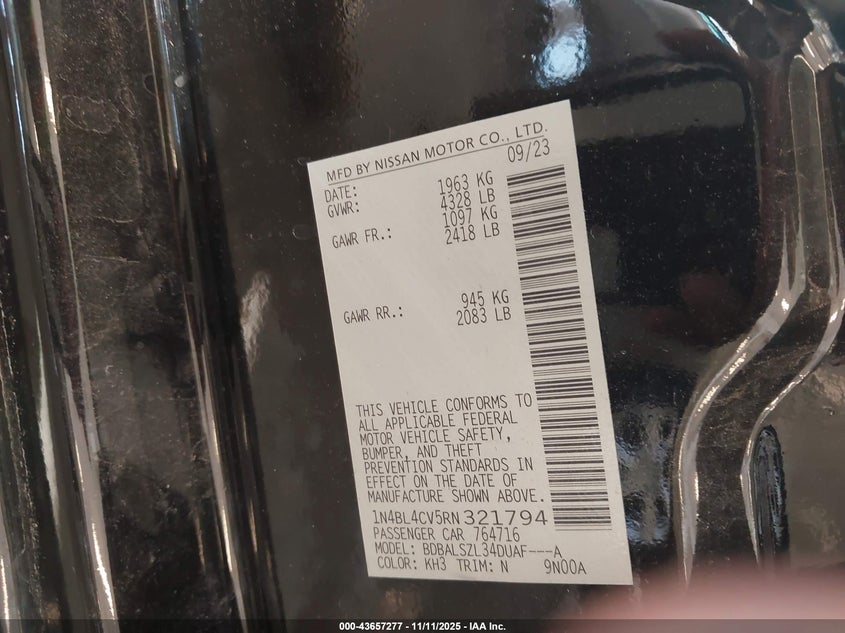 MFD BY NISSAN MOTOR CO., LTD.
DATE: 09/23
GVWR: 1963 KG
4328 LB
GAWR FR.: 1097 KG
2418 LB
GAWR RR.: 945 KG
2083 LB
THIS VEHICLE CONFORMS TO
ALL APPLICABLE FEDERAL
MOTOR VEHICLE SAFETY,
BUMPER, AND THEFT
PREVENTION STANDARDS IN
EFFECT ON THE DATE OF
MANUFACTURE SHOWN ABOVE.
1N4BL4CV5RN321794
PASSENGER CAR 764716
MODEL: BDBALSZL34DUAF----A
COLOR: KH3 TRIM: N 9N00A
000-43657277 - 11/11/2025 - IAA Inc.